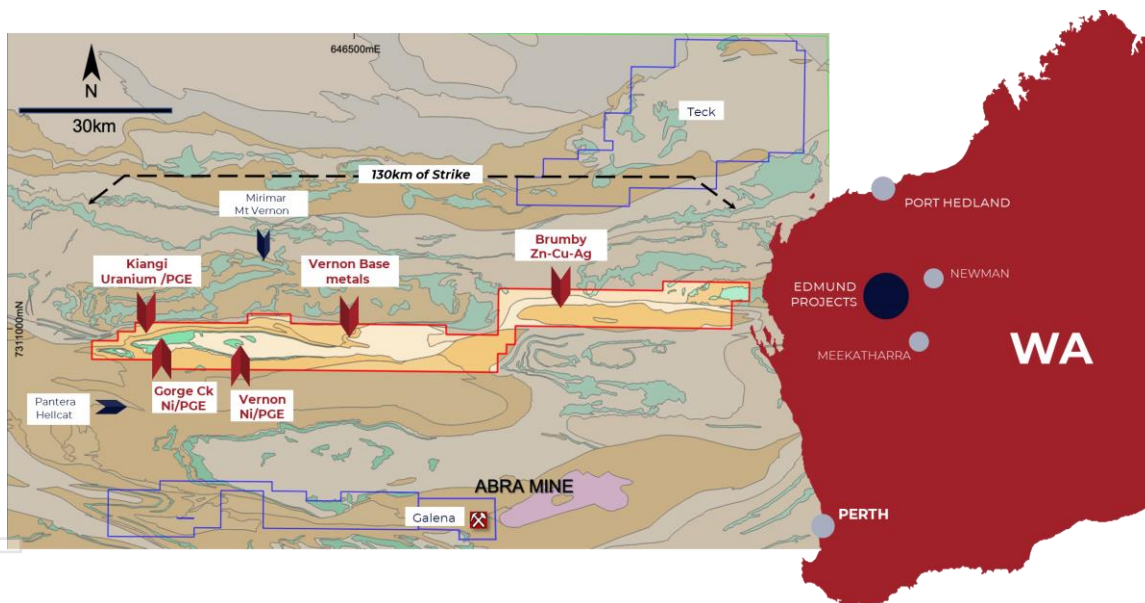 646500mE
N
30km
Teck
130km of Strike
Mirimar
Mt Vernon
Kiangi
Uranium /PGE
Vernon Base
metals
Brumby
Zn-Cu-Ag
7311000mN
Gorge Ck
Ni/PGE
Vernon
Ni/PGE
Pantera
Hellcat
ABRA MINE
Galena
PORT HEDLAND
NEWMAN
EDMUND
PROJECTS
MEEKATHARRA
WA
PERTH